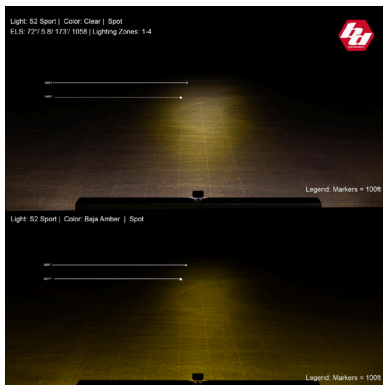 Light: S2 Sport | Color: Clear | Spot
ELS: 72°/ 5.8/ 173'/ 1058 | Lighting Zones: 1-4
Legend: Markers = 100ft
Light: S2 Sport | Color: Baja Amber | Spot
Legend: Markers = 100ft